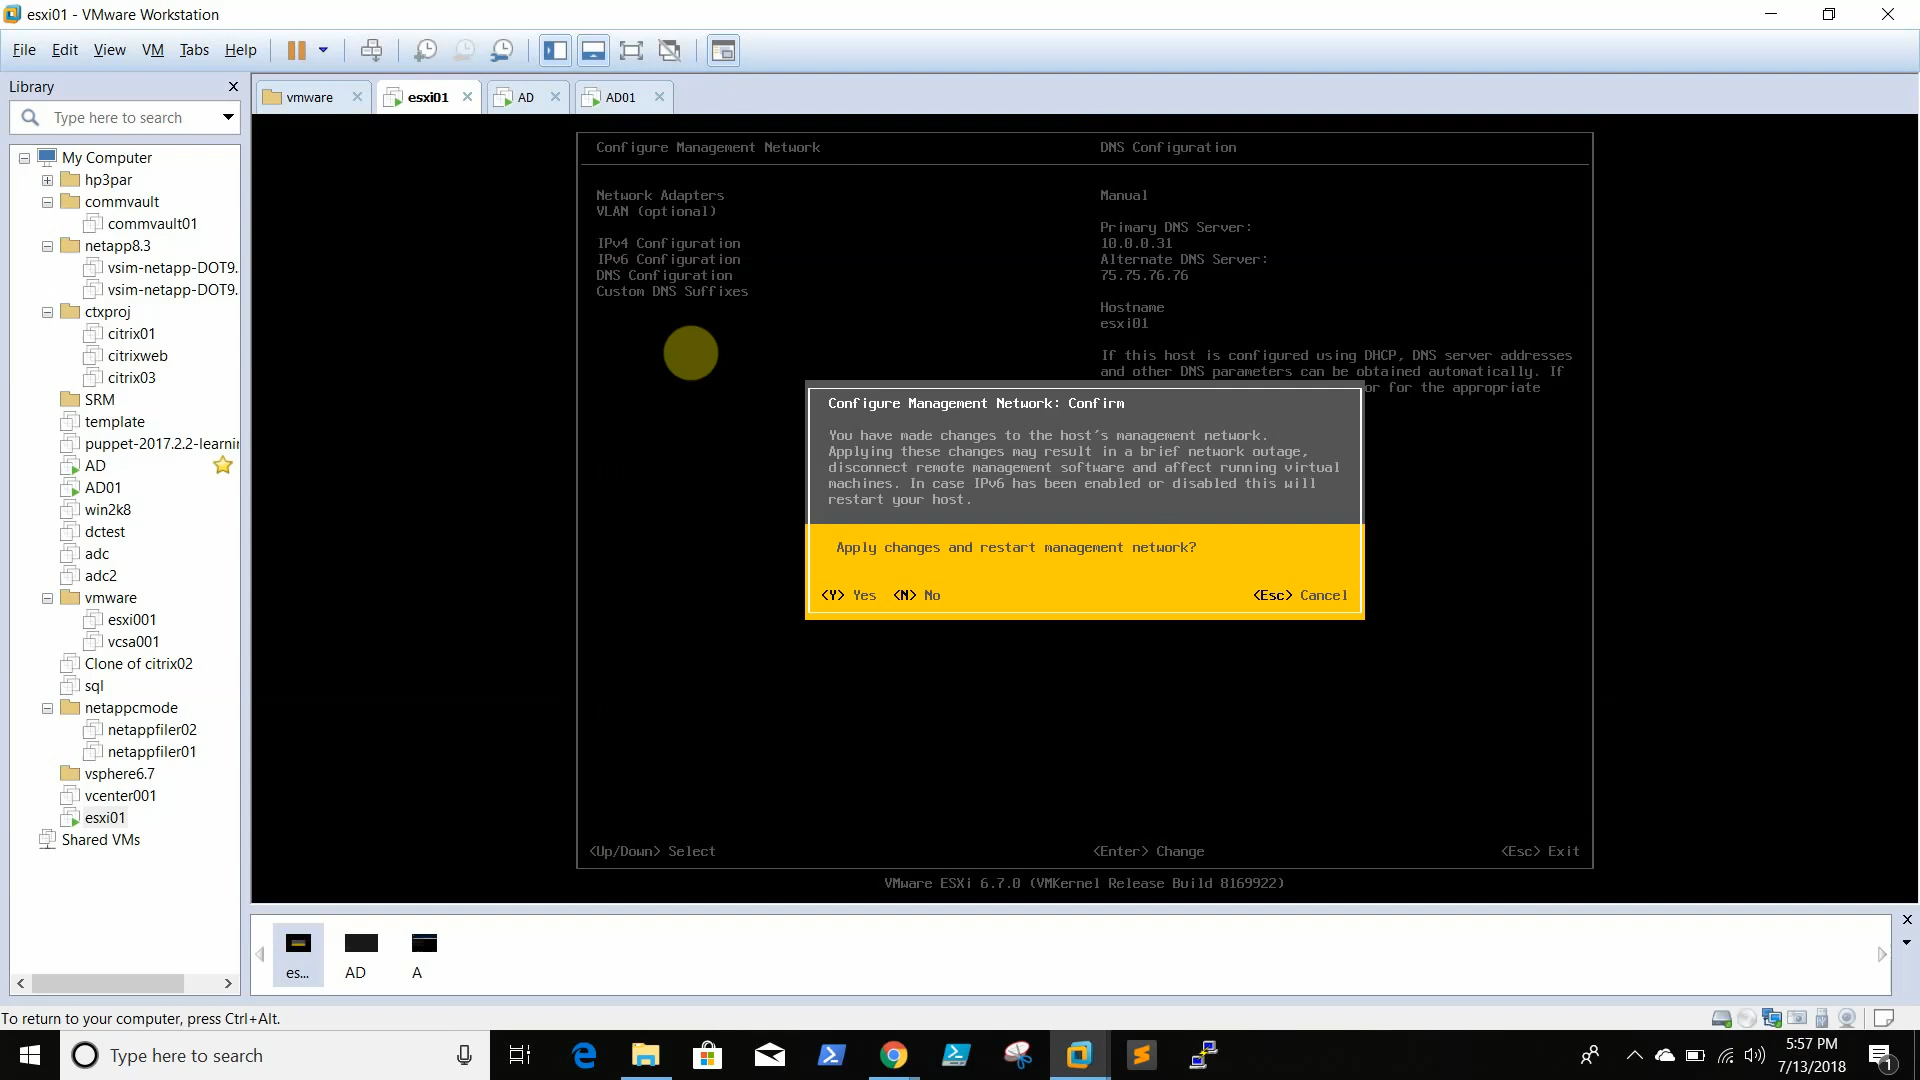 esxi01 - VMware Workstation
File Edit View VM Tabs Help
Library
Type here to search
My Computer
hp3par
commvault
commvault01
netapp8.3
vsim-netapp-DOT9.
vsim-netapp-DOT9.
ctxproj
citrix01
citrixweb
citrix03
SRM
template
puppet-2017.2.2-learnin
AD
AD01
win2k8
dctest
adc
adc2
vmware
esxi001
vcsa001
Clone of citrix02
sql
netappcmode
netappfiler02
netappfiler01
vsphere6.7
vcenter001
esxi01
Shared VMs
vmware esxi01 AD AD01
Configure Management Network DNS Configuration
Network Adapters
VLAN (optional)
IPv4 Configuration
IPv6 Configuration
DNS Configuration
Custom DNS Suffixes
Manual
Primary DNS Server:
10.0.0.31
Alternate DNS Server:
75.75.76.76
Hostname
esxi01
If this host is configured using DHCP, DNS server addresses
and other DNS parameters can be obtained automatically. If
or for the appropriate
Configure Management Network: Confirm
You have made changes to the host's management network.
Applying these changes may result in a brief network outage,
disconnect remote management software and affect running virtual
machines. In case IPv6 has been enabled or disabled this will
restart your host.
Apply changes and restart management network?
<Y> Yes <N> No <Esc> Cancel
<Up/Down> Select <Enter> Change <Esc> Exit
VMware ESXi 6.7.0 (VMKernel Release Build 8169922)
es... AD A
To return to your computer, press Ctrl+Alt.
Type here to search
5:57 PM
7/13/2018
1